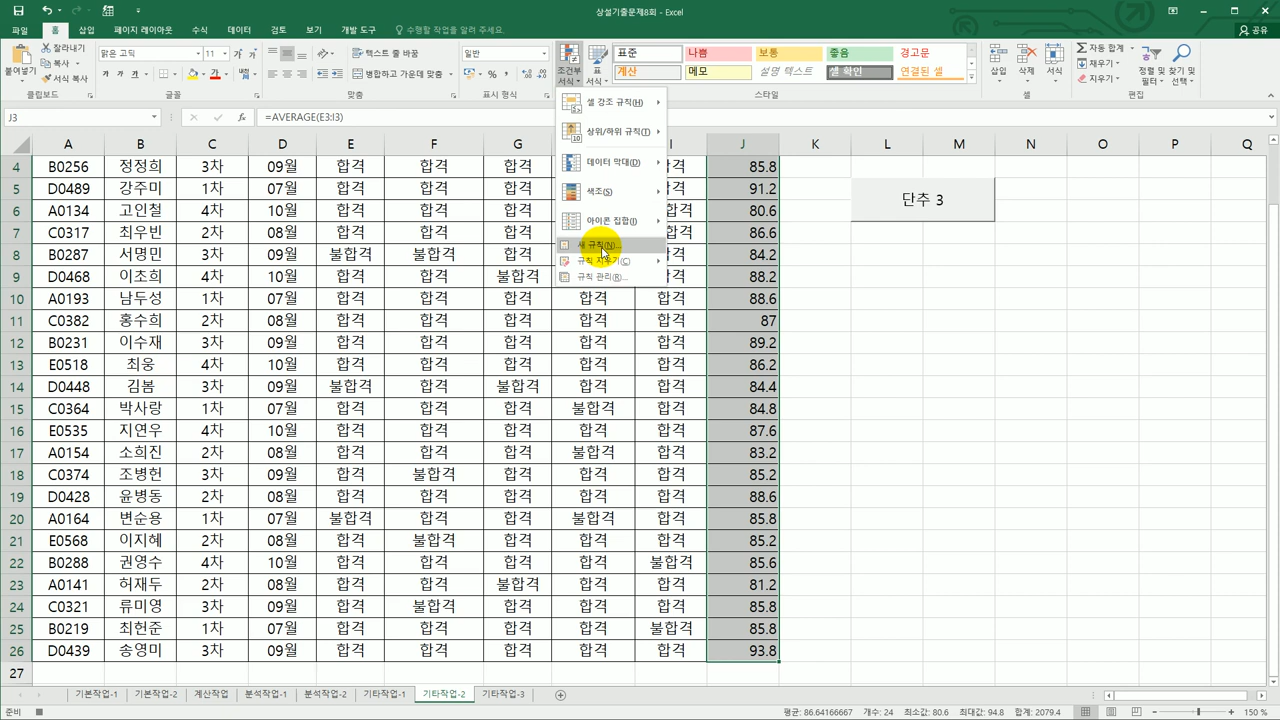 상설기출문제8회 - Excel
파일 홈 삽입 페이지 레이아웃 수식 데이터 검토 보기 개발 도구 수행할 작업을 알려 주세요. 공유
붙여넣기 잘라내기 맑은 고딕 11 텍스트 줄 바꿈 일반 조건부 서식 표 서식 표준 나쁨 보통 좋음 경고문 삽입 삭제 서식 자동 합계 정렬 및 필터 찾기 및 선택
복사 채우기
서식 복사 가 가 가 병합하고 가운데 맞춤 계산 메모 설명 텍스트 셀 확인 연결된 셀 지우기
클립보드 글꼴 맞춤 표시 형식 스타일 셀 편집
J3 fx =AVERAGE(E3:I3)
셀 강조 규칙(H)
상위/하위 규칙(T)
데이터 막대(D)
색조(S)
아이콘 집합(I)
새 규칙(N)...
규칙 지우기(C)
규칙 관리(R)...
A B C D E F G I J K L M N O P Q
4 B0256 정정희 3차 09월 합격 합격 합격 합격 85.8
5 D0489 강주미 1차 07월 합격 합격 합격 합격 91.2
6 A0134 고인철 4차 10월 합격 합격 합격 합격 80.6
7 C0317 최우빈 2차 08월 합격 합격 합격 합격 86.6
8 B0287 서명민 3차 09월 불합격 불합격 합격 합격 84.2
9 D0468 이초희 4차 10월 합격 합격 불합격 합격 88.2
10 A0193 남두성 1차 07월 합격 합격 합격 합격 합격 88.6
11 C0382 홍수희 2차 08월 합격 합격 합격 합격 합격 87
12 B0231 이수재 3차 09월 합격 합격 합격 합격 합격 89.2
13 E0518 최웅 4차 10월 합격 합격 합격 합격 합격 86.2
14 D0448 김봄 3차 09월 불합격 합격 불합격 합격 합격 84.4
15 C0364 박사랑 1차 07월 합격 합격 합격 불합격 합격 84.8
16 E0535 지연우 4차 10월 합격 합격 합격 합격 합격 87.6
17 A0154 소희진 2차 08월 합격 합격 합격 불합격 합격 83.2
18 C0374 조병헌 3차 09월 합격 불합격 합격 합격 합격 85.2
19 D0428 윤병동 2차 08월 합격 합격 합격 합격 합격 88.6
20 A0164 변순용 1차 07월 불합격 합격 합격 불합격 합격 85.8
21 E0568 이지혜 2차 08월 합격 불합격 합격 합격 합격 85.2
22 B0288 권영수 4차 10월 합격 합격 합격 합격 불합격 85.6
23 A0141 허재두 2차 08월 합격 합격 불합격 합격 합격 81.2
24 C0321 류미영 3차 09월 합격 불합격 합격 합격 합격 85.8
25 B0219 최헌준 1차 07월 합격 합격 합격 합격 불합격 85.8
26 D0439 송영미 3차 09월 합격 합격 합격 합격 합격 93.8
27
단추 3
기본작업-1 기본작업-2 계산작업 분석작업-1 분석작업-2 기타작업-1 기타작업-2 기타작업-3
준비 평균: 86.64166667 개수: 24 최소값: 80.6 최대값: 94.8 합계: 2079.4 150 %